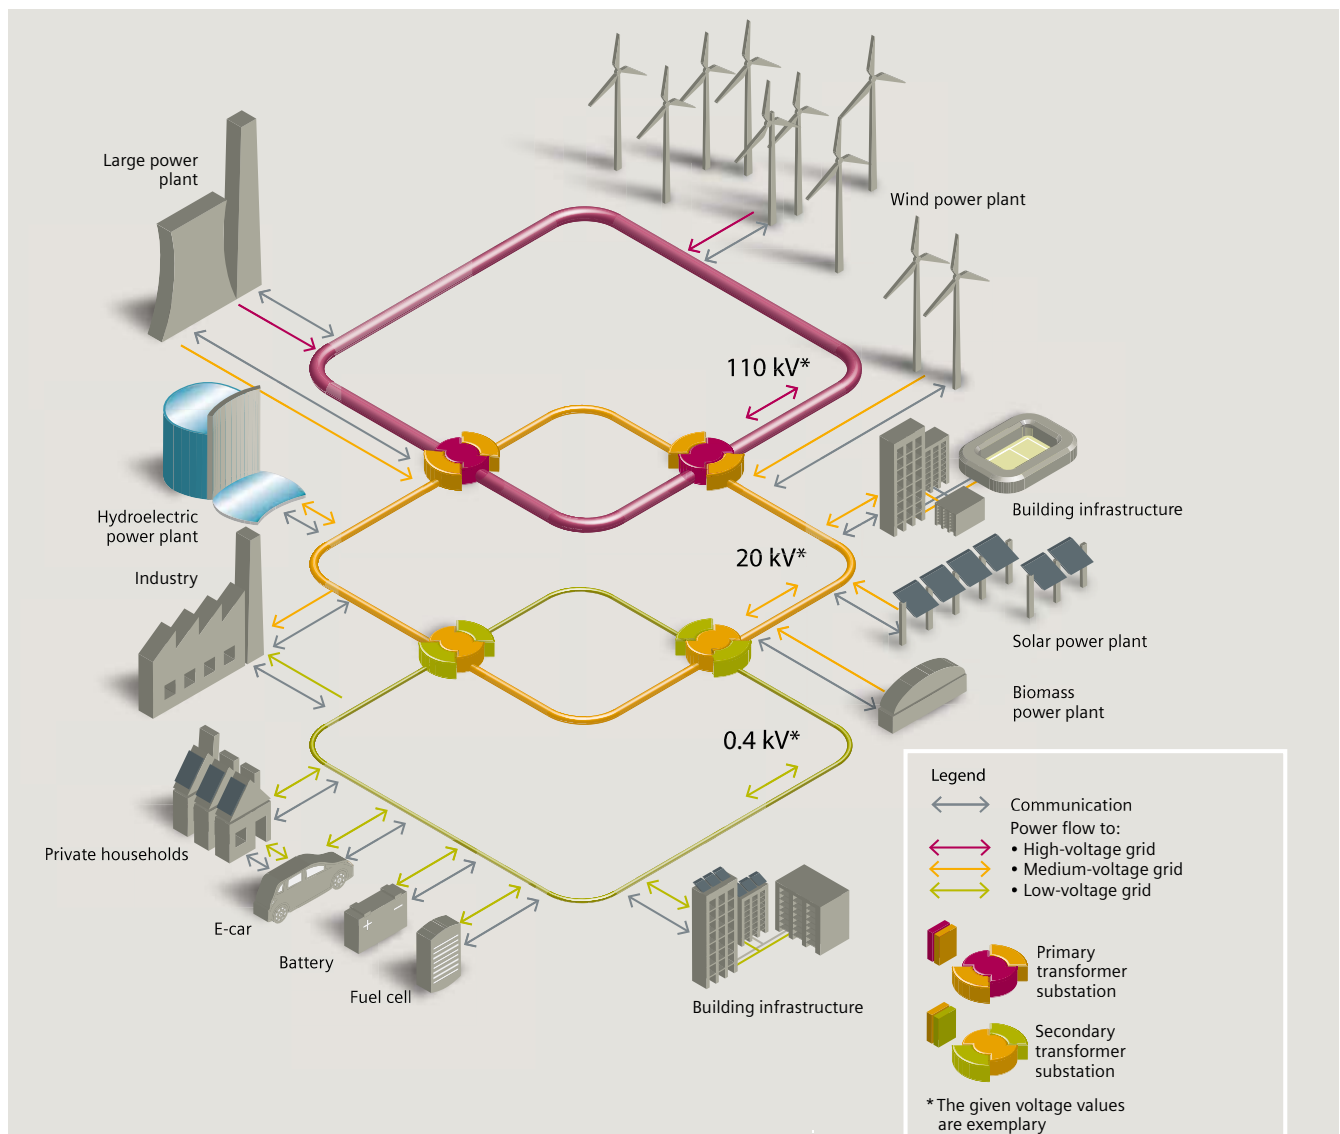 Large power
plant
Wind power plant
110 kV*
Hydroelectric
power plant
Building infrastructure
20 kV*
Industry
Solar power plant
Biomass
power plant
0.4 kV*
Private households
E-car
Battery
Fuel cell
Building infrastructure
Legend
Communication
Power flow to:
• High-voltage grid
• Medium-voltage grid
• Low-voltage grid
Primary
transformer
substation
Secondary
transformer
substation
* The given voltage values
are exemplary